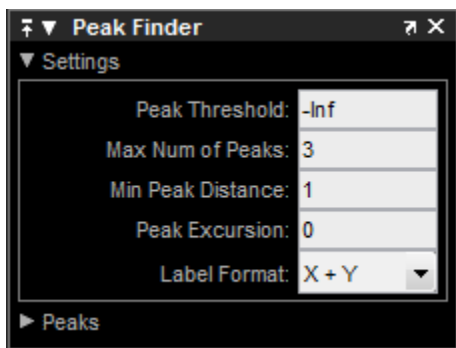 Peak Finder
Settings
Peak Threshold: -Inf
Max Num of Peaks: 3
Min Peak Distance: 1
Peak Excursion: 0
Label Format: X + Y
Peaks